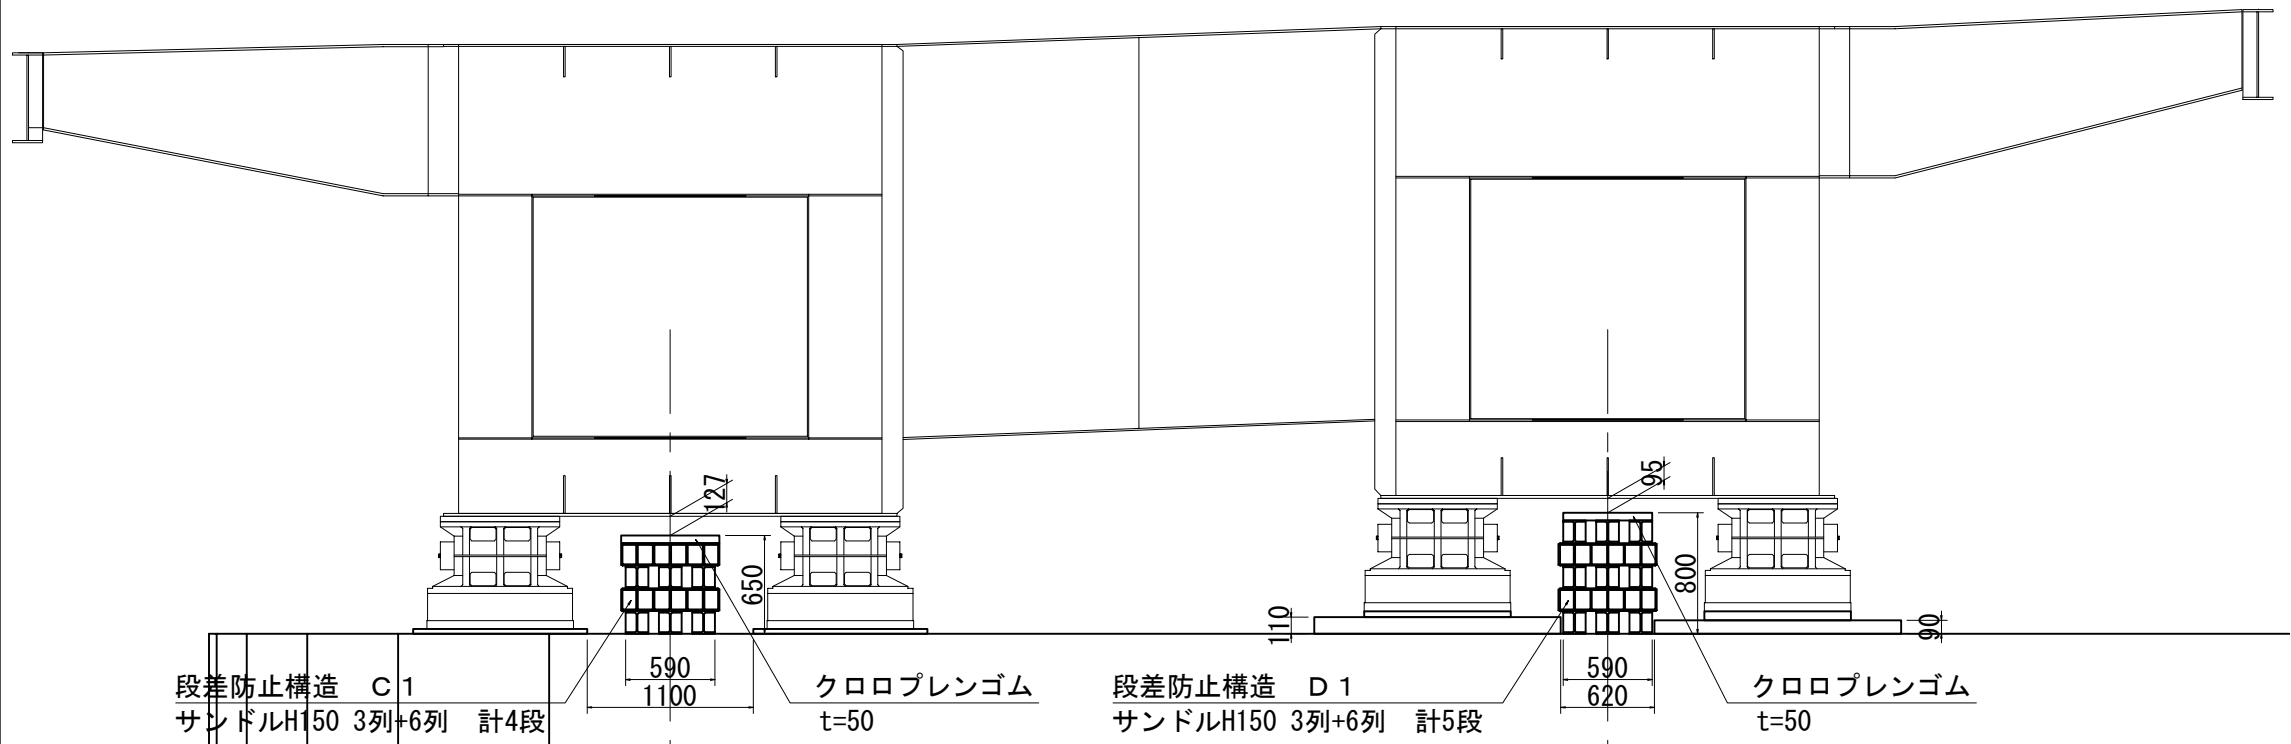 127
95
650
800
110
90
590
1100
590
620
段差防止構造　C1
サンドルH150 3列+6列　計4段
クロロプレンゴム
t=50
段差防止構造　D1
サンドルH150 3列+6列　計5段
クロロプレンゴム
t=50